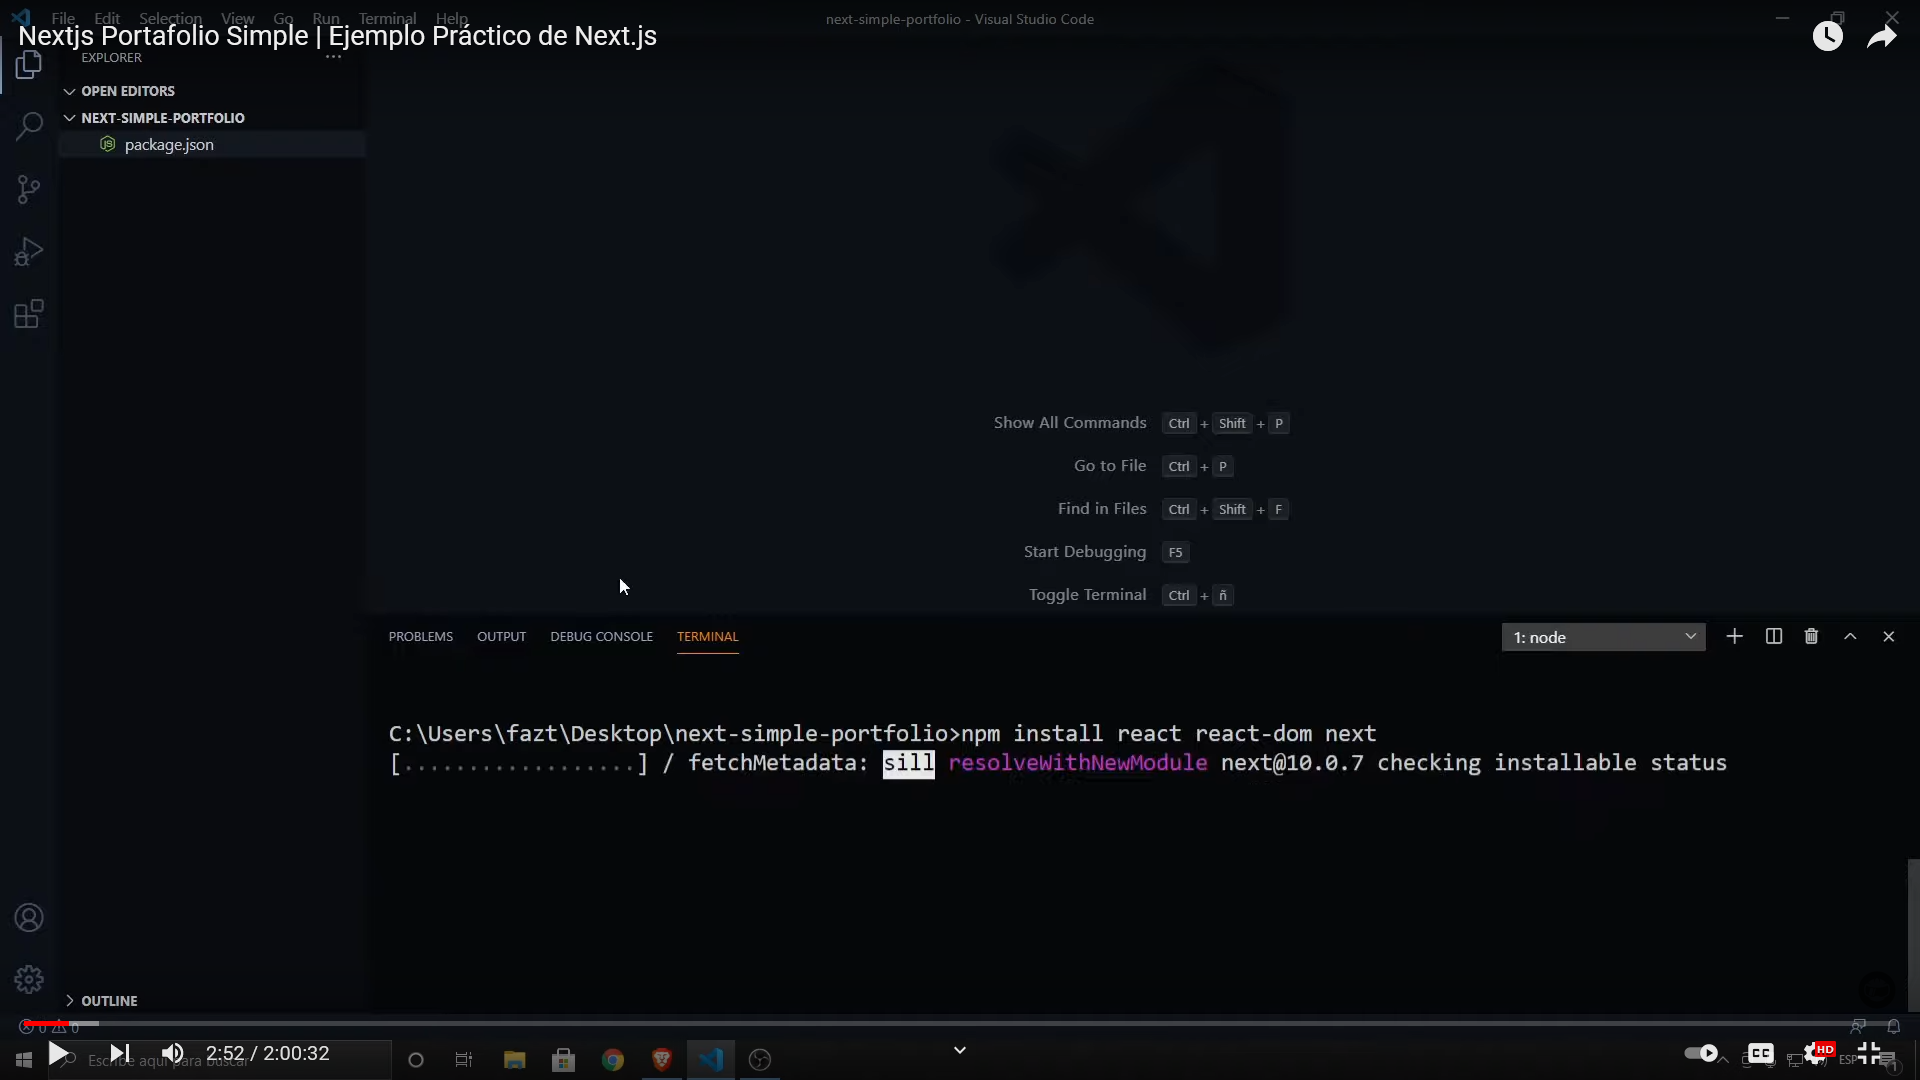 File Edit Selection View Go Run Terminal Help
next-simple-portfolio - Visual Studio Code
Nextjs Portafolio Simple | Ejemplo Práctico de Next.js
EXPLORER
OPEN EDITORS
NEXT-SIMPLE-PORTFOLIO
package.json
Show All Commands Ctrl + Shift + P
Go to File Ctrl + P
Find in Files Ctrl + Shift + F
Start Debugging F5
Toggle Terminal Ctrl + ñ
PROBLEMS OUTPUT DEBUG CONSOLE TERMINAL
1: node
C:\Users\fazt\Desktop\next-simple-portfolio>npm install react react-dom next
[..................] / fetchMetadata: sill resolveWithNewModule next@10.0.7 checking installable status
OUTLINE
0 0
2:52 / 2:00:32
Escribe aquí para buscar
CC
HD
ESP
1